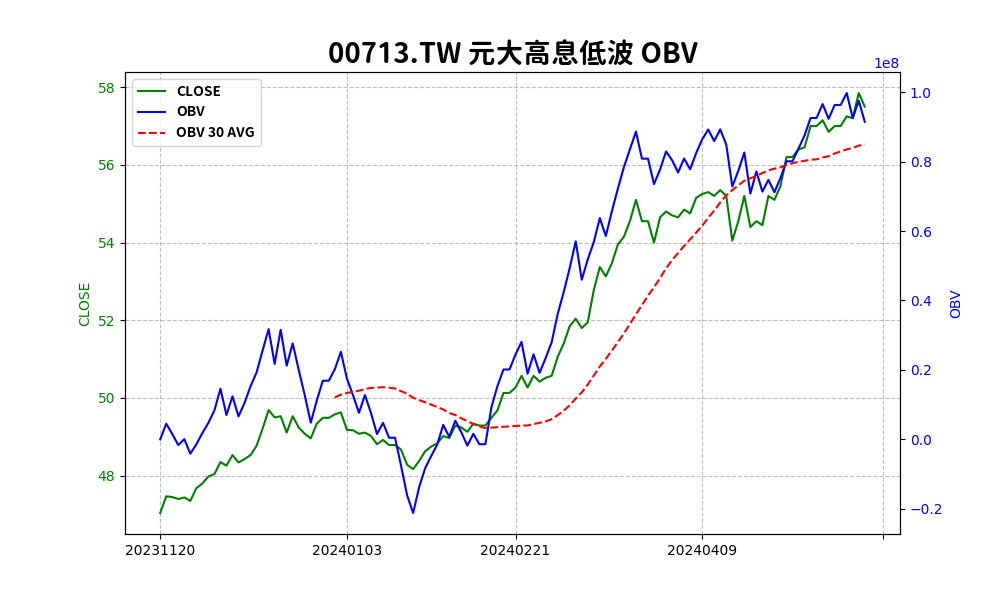 00713.TW 元大高息低波 OBV
1e8
CLOSE
OBV
OBV 30 AVG
58
56
54
52
50
48
CLOSE
1.0
0.8
0.6
0.4
0.2
0.0
−0.2
OBV
20231120
20240103
20240221
20240409